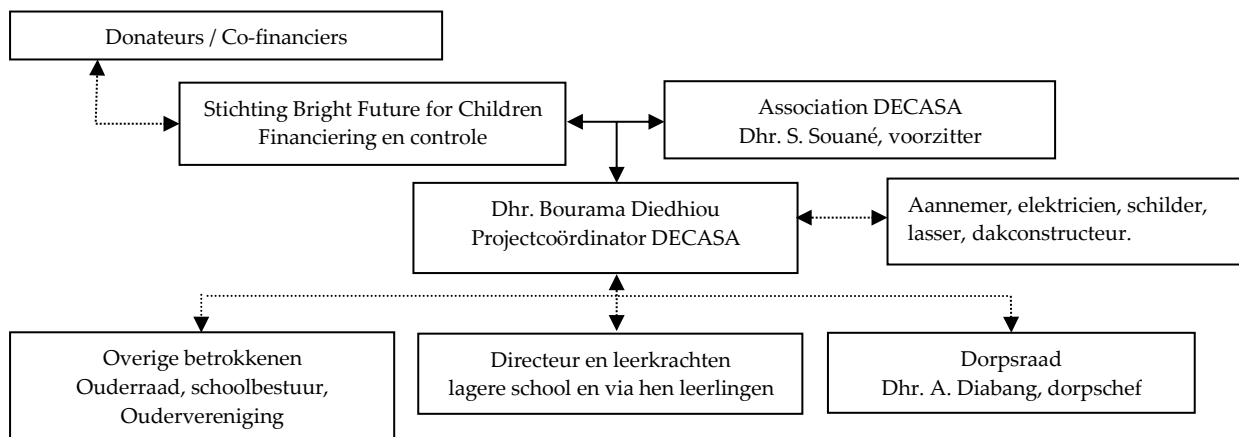 Donateurs / Co-financiers
Stichting Bright Future for Children
Financiering en controle
Association DECASA
Dhr. S. Souané, voorzitter
Dhr. Bourama Diedhiou
Projectcoördinator DECASA
Aannemer, elektricien, schilder,
lasser, dakconstructeur.
Overige betrokkenen
Ouderraad, schoolbestuur,
Oudervereniging
Directeur en leerkrachten
lagere school en via hen leerlingen
Dorpsraad
Dhr. A. Diabang, dorpschef